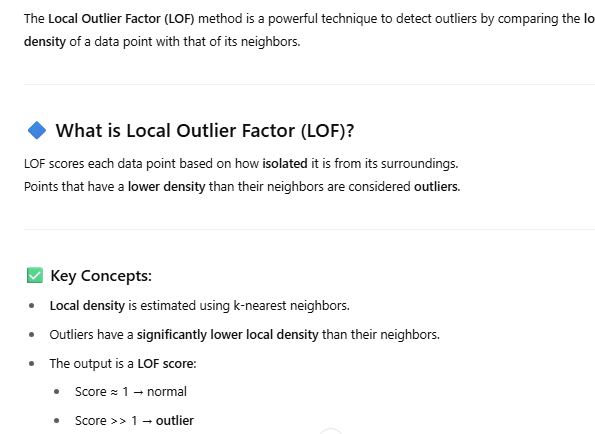 The Local Outlier Factor (LOF) method is a powerful technique to detect outliers by comparing the lo
density of a data point with that of its neighbors.
What is Local Outlier Factor (LOF)?
LOF scores each data point based on how isolated it is from its surroundings.
Points that have a lower density than their neighbors are considered outliers.
Key Concepts:
Local density is estimated using k-nearest neighbors.
Outliers have a significantly lower local density than their neighbors.
The output is a LOF score:
Score ≈ 1 → normal
Score >> 1 → outlier